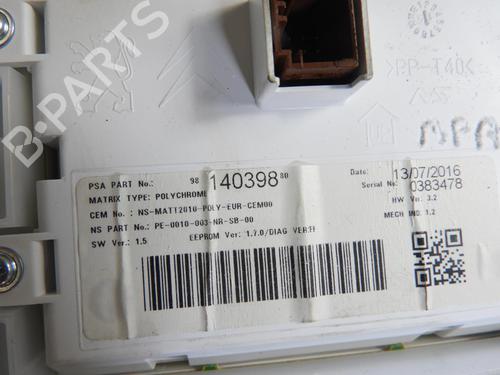 >PP-T40<
PSA PART No.: 98 140398 80
MATRIX TYPE: POLYCHROME
CEM No. : NS-MATT2010-POLY-EUR-CEM00
NS PART No.: PE-0010-003-NR-SB-00
SW Ver.: 1.5 EEPROM Ver: 1.7.0/DIAG VER:FF
Date: 13/07/2016
Serial No: 0383478
HW Ver: 3.2
MECH IND: 1.2